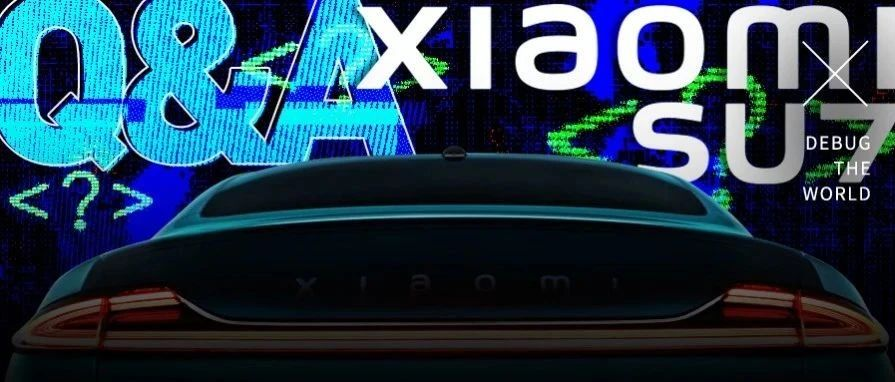 Q&A
xiaomi
SU7
DEBUG
THE
WORLD
<?>
<?>
<?>
xiaomi